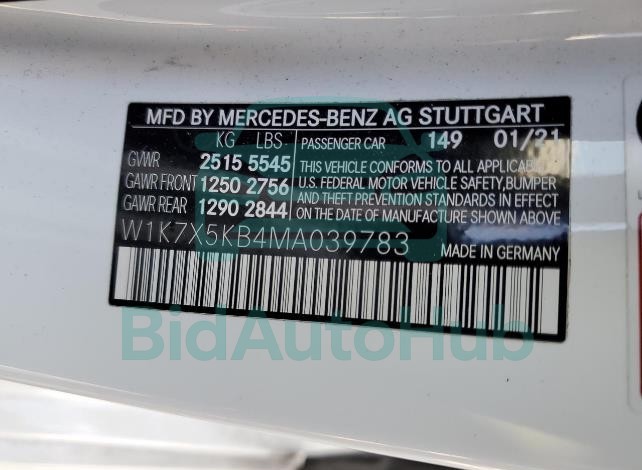 MFD BY MERCEDES-BENZ AG STUTTGART
KG LBS PASSENGER CAR 149 01/21
GVWR 2515 5545 THIS VEHICLE CONFORMS TO ALL APPLICABLE
GAWR FRONT 1250 2756 U.S. FEDERAL MOTOR VEHICLE SAFETY, BUMPER
GAWR REAR 1290 2844 AND THEFT PREVENTION STANDARDS IN EFFECT ON THE DATE OF MANUFACTURE SHOWN ABOVE
W1K7X5KB4MA039783 MADE IN GERMANY
BidAutoHub